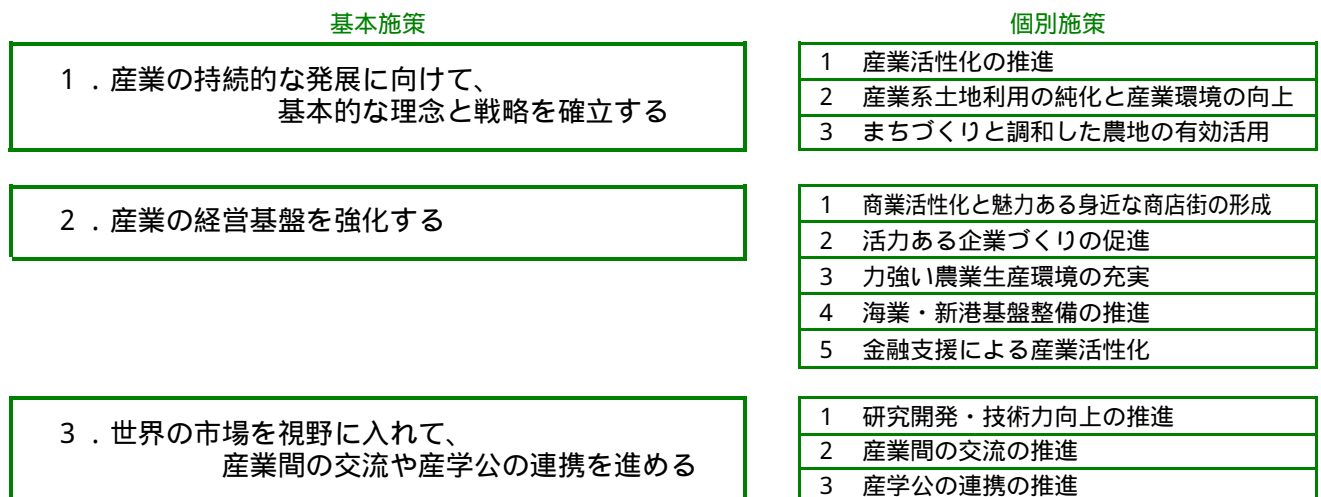 基本施策
個別施策
1．産業の持続的な発展に向けて、
基本的な理念と戦略を確立する
1 産業活性化の推進
2 産業系土地利用の純化と産業環境の向上
3 まちづくりと調和した農地の有効活用
2．産業の経営基盤を強化する
1 商業活性化と魅力ある身近な商店街の形成
2 活力ある企業づくりの促進
3 力強い農業生産環境の充実
4 海業・新港基盤整備の推進
5 金融支援による産業活性化
3．世界の市場を視野に入れて、
産業間の交流や産学公の連携を進める
1 研究開発・技術力向上の推進
2 産業間の交流の推進
3 産学公の連携の推進